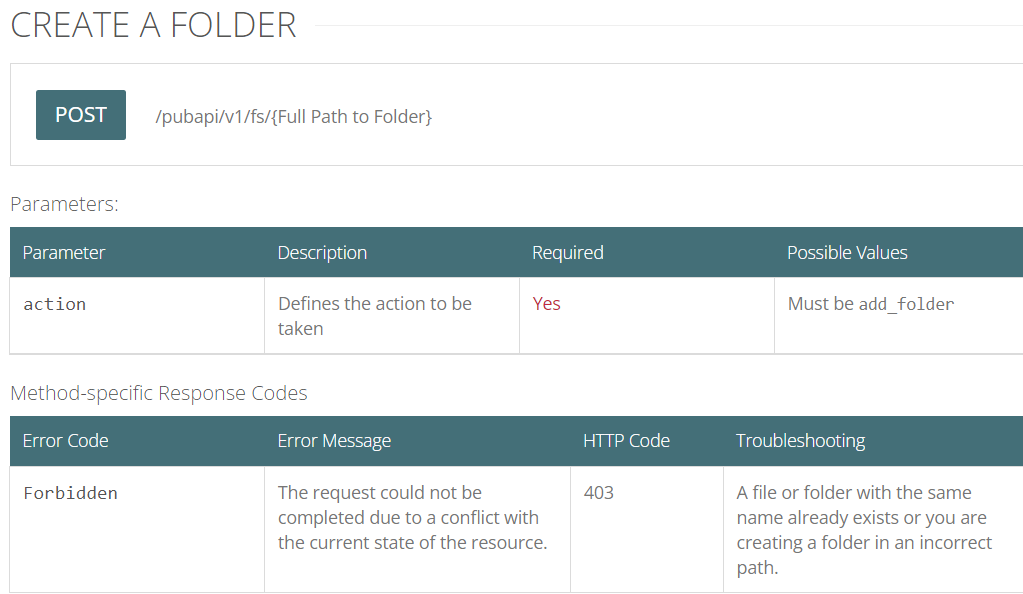 CREATE A FOLDER
POST /pubapi/v1/fs/{Full Path to Folder}
Parameters:
Parameter Description Required Possible Values
action Defines the action to be Yes Must be add_folder
taken
Method-specific Response Codes
Error Code Error Message HTTP Code Troubleshooting
Forbidden The request could not be 403 A file or folder with the same
completed due to a conflict with name already exists or you are
the current state of the resource. creating a folder in an incorrect
path.